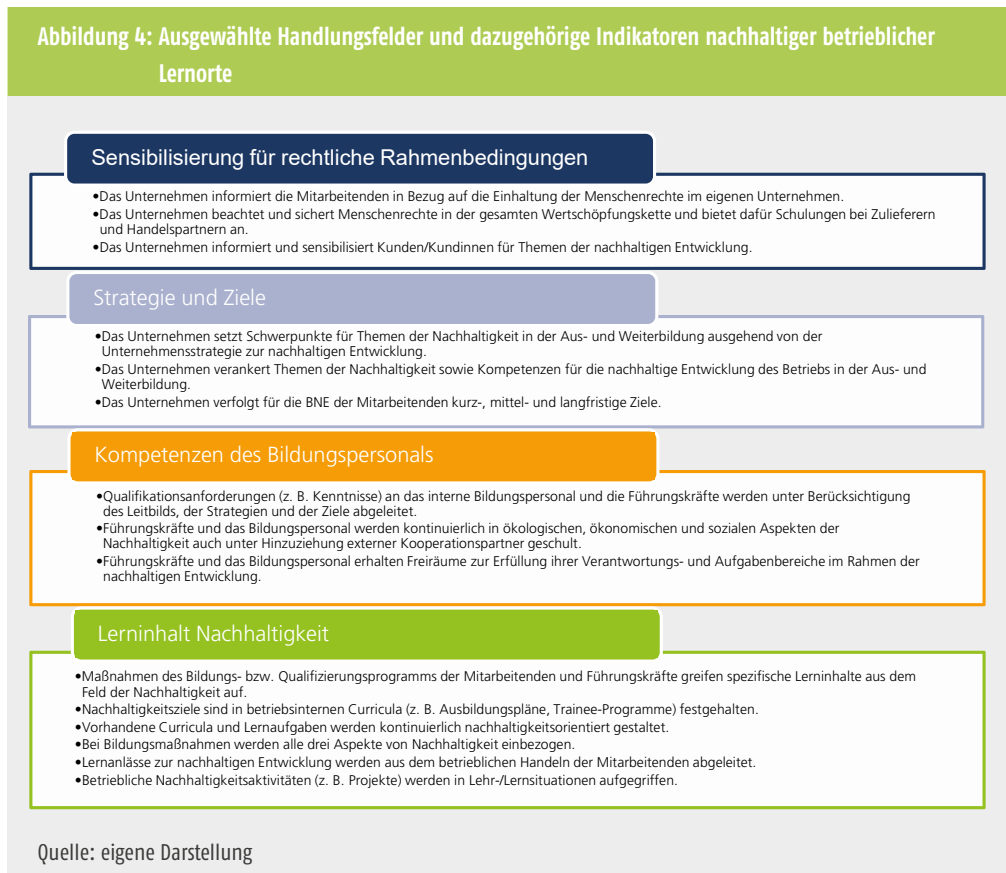 Abbildung 4: Ausgewählte Handlungsfelder und dazugehörige Indikatoren nachhaltiger betrieblicher
Lernorte
Sensibilisierung für rechtliche Rahmenbedingungen
•Das Unternehmen informiert die Mitarbeitenden in Bezug auf die Einhaltung der Menschenrechte im eigenen Unternehmen.
•Das Unternehmen beachtet und sichert Menschenrechte in der gesamten Wertschöpfungskette und bietet dafür Schulungen bei Zulieferern
und Handelspartnern an.
•Das Unternehmen informiert und sensibilisiert Kunden/Kundinnen für Themen der nachhaltigen Entwicklung.
Strategie und Ziele
•Das Unternehmen setzt Schwerpunkte für Themen der Nachhaltigkeit in der Aus- und Weiterbildung ausgehend von der
Unternehmensstrategie zur nachhaltigen Entwicklung.
•Das Unternehmen verankert Themen der Nachhaltigkeit sowie Kompetenzen für die nachhaltige Entwicklung des Betriebs in der Aus- und
Weiterbildung.
•Das Unternehmen verfolgt für die BNE der Mitarbeitenden kurz-, mittel- und langfristige Ziele.
Kompetenzen des Bildungspersonals
•Qualifikationsanforderungen (z. B. Kenntnisse) an das interne Bildungspersonal und die Führungskräfte werden unter Berücksichtigung
des Leitbilds, der Strategien und der Ziele abgeleitet.
•Führungskräfte und das Bildungspersonal werden kontinuierlich in ökologischen, ökonomischen und sozialen Aspekten der
Nachhaltigkeit auch unter Hinzuziehung externer Kooperationspartner geschult.
•Führungskräfte und das Bildungspersonal erhalten Freiräume zur Erfüllung ihrer Verantwortungs- und Aufgabenbereiche im Rahmen der
nachhaltigen Entwicklung.
Lerninhalt Nachhaltigkeit
•Maßnahmen des Bildungs- bzw. Qualifizierungsprogramms der Mitarbeitenden und Führungskräfte greifen spezifische Lerninhalte aus dem
Feld der Nachhaltigkeit auf.
•Nachhaltigkeitsziele sind in betriebsinternen Curricula (z. B. Ausbildungspläne, Trainee-Programme) festgehalten.
•Vorhandene Curricula und Lernaufgaben werden kontinuierlich nachhaltigkeitsorientiert gestaltet.
•Bei Bildungsmaßnahmen werden alle drei Aspekte von Nachhaltigkeit einbezogen.
•Lernanlässe zur nachhaltigen Entwicklung werden aus dem betrieblichen Handeln der Mitarbeitenden abgeleitet.
•Betriebliche Nachhaltigkeitsaktivitäten (z. B. Projekte) werden in Lehr-/Lernsituationen aufgegriffen.
Quelle: eigene Darstellung